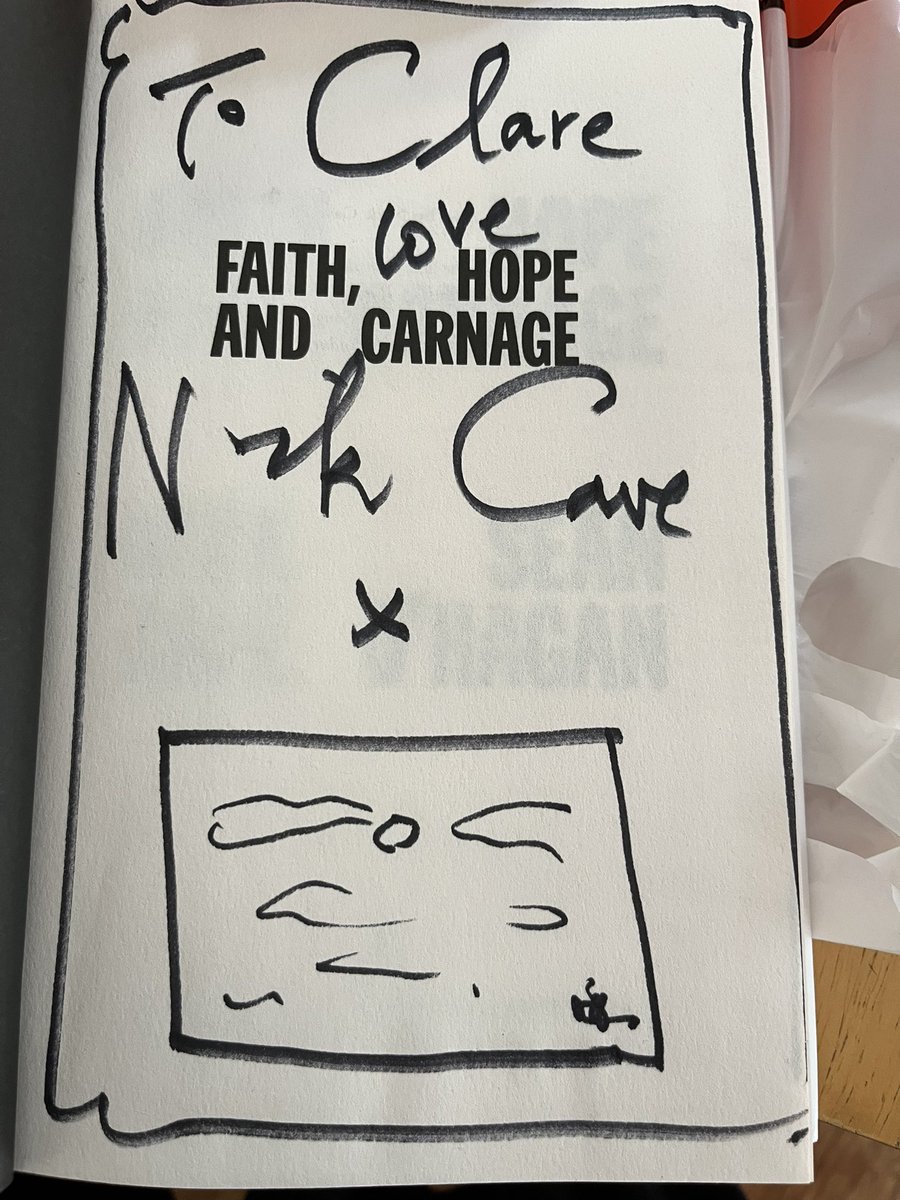 To Clare
love
FAITH, HOPE
AND CARNAGE
Nick Cave
x